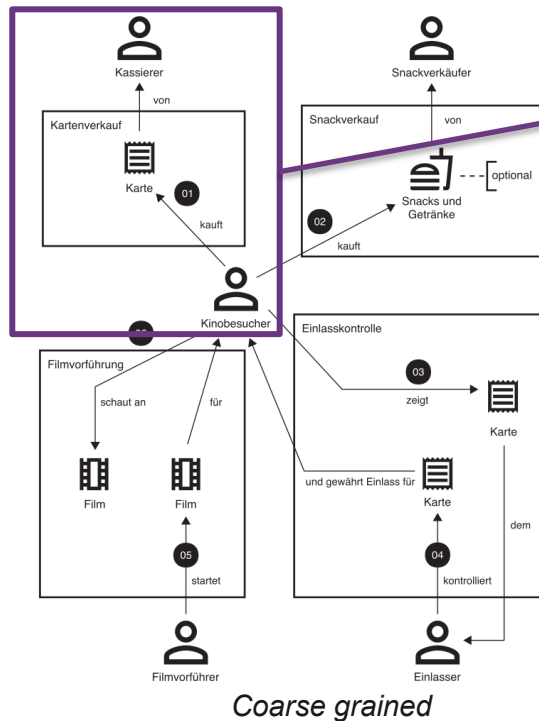 Kassierer
von
Kartenverkauf
Karte
01
kauft
Kinobesucher
Snackverkäufer
Snackverkauf
von
optional
Snacks und
Getränke
02
kauft
Filmvorführung
schaut an
für
Film
Film
05
startet
Filmvorführer
Einlasskontrolle
03
zeigt
Karte
und gewährt Einlass für
Karte
dem
04
kontrolliert
Einlasser
Coarse grained